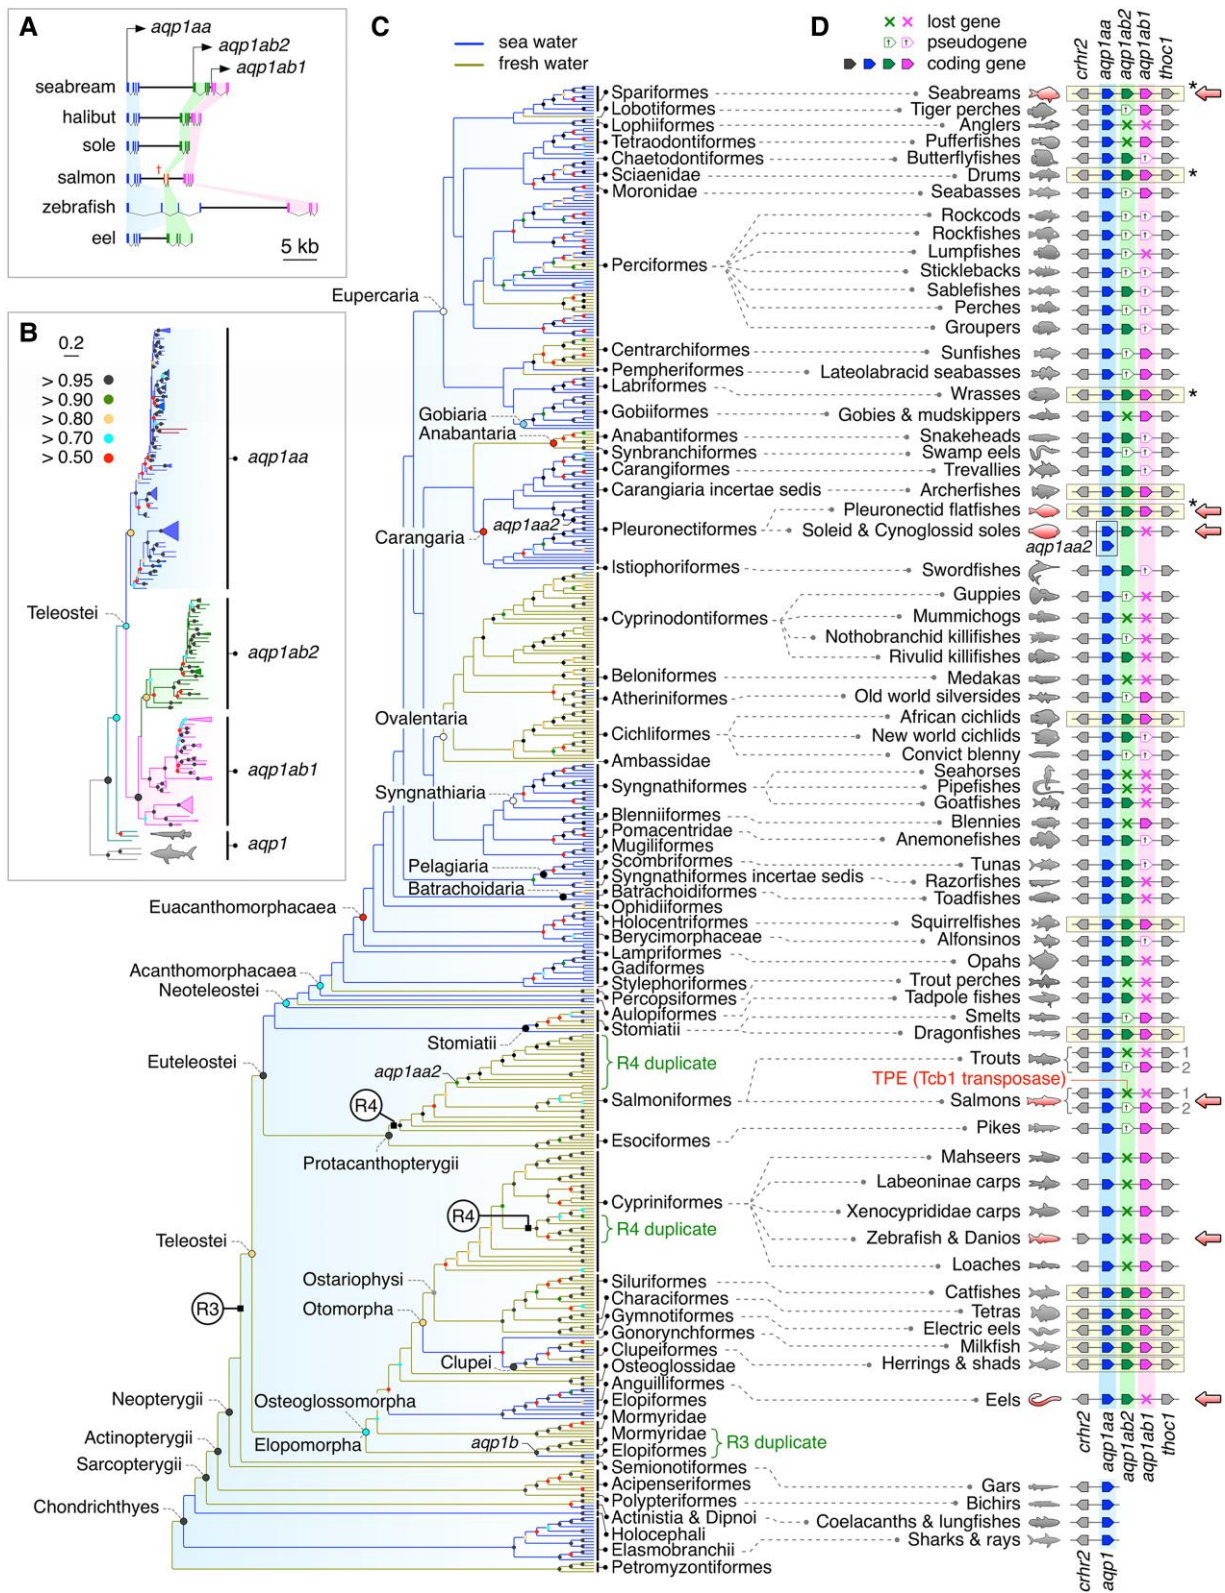 A
aqp1aa
aqp1ab2
aqp1ab1
seabream
halibut
sole
salmon
†
zebrafish
eel
5 kb
B
0.2
> 0.95
> 0.90
> 0.80
> 0.70
> 0.50
aqp1aa
Teleostei
aqp1ab2
aqp1ab1
aqp1
C
sea water
fresh water
Eupercaria
Gobiaria
Anabantaria
aqp1aa2
Carangaria
Ovalentaria
Syngnathiaria
Pelagiaria
Batrachoidaria
Euacanthomorphacaea
Acanthomorphacaea
Neoteleostei
Stomiatii
Euteleostei
aqp1aa2
R4
Protacanthopterygii
R4
Teleostei
Ostariophysi
R3
Otomorpha
Clupei
Neopterygii
Osteoglossomorpha
Actinopterygii
Elopomorpha
aqp1b
Sarcopterygii
Chondrichthyes
Spariformes
Lobotiformes
Lophiiformes
Tetraodontiformes
Chaetodontiformes
Sciaenidae
Moronidae
Perciformes
Centrarchiformes
Pempheriformes
Labriformes
Gobiiformes
Anabantiformes
Synbranchiformes
Carangiformes
Carangiaria incertae sedis
Pleuronectiformes
Istiophoriformes
Cyprinodontiformes
Beloniformes
Atheriniformes
Cichliformes
Ambassidae
Syngnathiformes
Blenniiformes
Pomacentridae
Mugiliformes
Scombriformes
Syngnathiformes incertae sedis
Batrachoidiformes
Ophidiiformes
Holocentriformes
Berycimorphaceae
Lampriformes
Gadiformes
Stylephoriformes
Percopsiformes
Aulopiformes
Stomiatii
R4 duplicate
Salmoniformes
Esociformes
Cypriniformes
R4 duplicate
Siluriformes
Characiformes
Gymnotiformes
Gonorynchformes
Clupeiformes
Osteoglossidae
Anguilliformes
Elopiformes
Mormyridae
Mormyridae
Elopiformes
R3 duplicate
Semionotiformes
Acipenseriformes
Polypteriformes
Actinistia & Dipnoi
Holocephali
Elasmobranchii
Petromyzontiformes
D
lost gene
† † pseudogene
coding gene
crhr2
aqp1aa
aqp1ab2
aqp1ab1
thoc1
Seabreams *
Tiger perches †
Anglers
Pufferfishes
Butterflyfishes †
Drums *
Seabasses †
Rockcods † †
Rockfishes † †
Lumpfishes †
Sticklebacks † †
Sablefishes †
Perches † †
Groupers †
Sunfishes †
Lateolabracid seabasses †
Wrasses *
Gobies & mudskippers
Snakeheads †
Swamp eels † †
Trevallies †
Archerfishes
Pleuronectid flatfishes *
Soleid & Cynoglossid soles
aqp1aa2
Swordfishes †
Guppies †
Mummichogs
Nothobranchid killifishes †
Rivulid killifishes
Medakas
Old world silversides †
African cichlids
New world cichlids †
Convict blenny † †
Seahorses
Pipefishes
Goatfishes
Blennies
Anemonefishes †
Tunas †
Razorfishes
Toadfishes
Squirrelfishes
Alfonsinos †
Opahs
Trout perches
Tadpole fishes
Smelts †
Dragonfishes
Trouts 1
† 2
TPE (Tcb1 transposase)
Salmons 1
† 2
Pikes †
Mahseers
Labeoninae carps
Xenocyprididae carps
Zebrafish & Danios
Loaches
Catfishes
Tetras
Electric eels
Milkfish
Herrings & shads
Eels
crhr2
aqp1aa
aqp1ab2
aqp1ab1
thoc1
Gars
Bichirs
Coelacanths & lungfishes
Sharks & rays
crhr2
aqp1